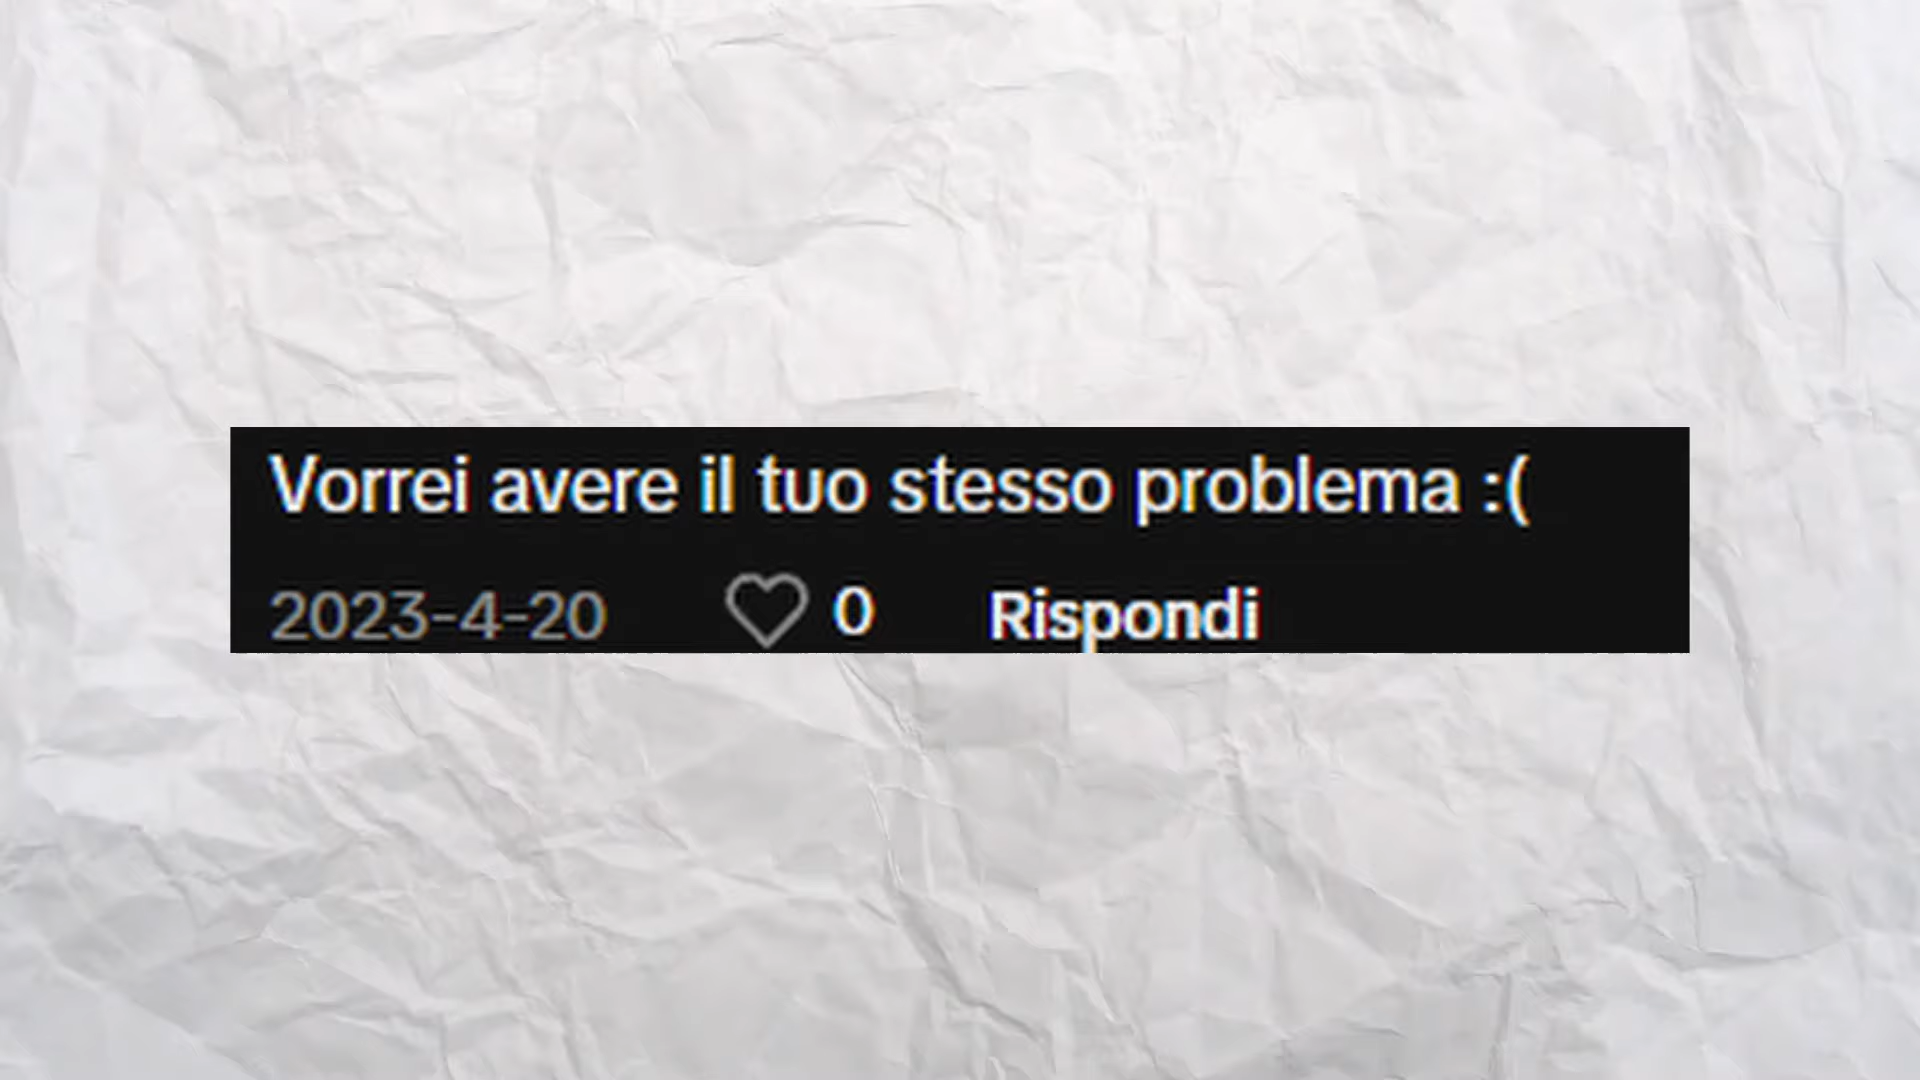 Vorrei avere il tuo stesso problema :(
2023-4-20 0 Rispondi